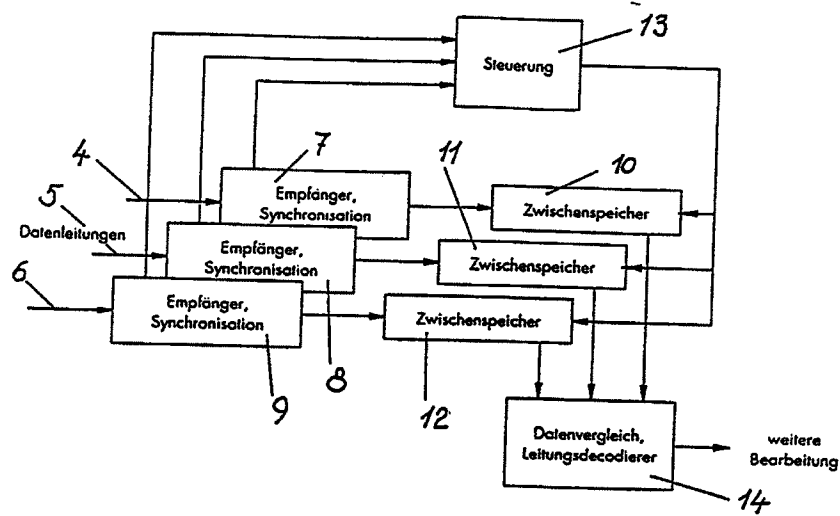 13
Steuerung
4
7
11
10
Empfänger,
Synchronisation
Zwischenspeicher
5
Datenleitungen
Empfänger,
Synchronisation
Zwischenspeicher
6
Empfänger,
Synchronisation
Zwischenspeicher
9
8
12
Datenvergleich,
Leitungsdecodierer
weitere
Bearbeitung
14